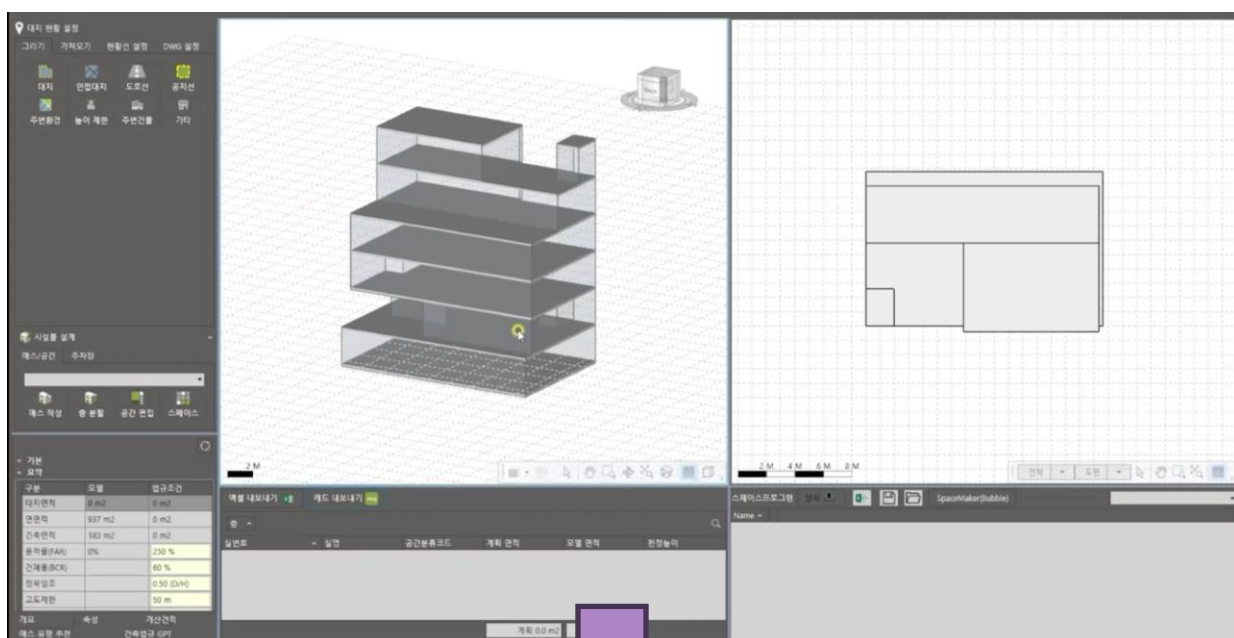 대지 현황 설정
그리기 가져오기 현황선 설정 DWG 설정
대지 인접대지 도로선 공지선
주변환경 높이 제한 주변건물 기타
시설물 설계
매스/공간 주차장
매스 작성 층 분할 공간 편집 스페이스
기본
요약
구분 모델 법규조건
대지면적 0 m2 0 m2
연면적 937 m2 0 m2
건축면적 183 m2 0 m2
용적률(FAR) 0% 250 %
건폐율(BCR) 60 %
정북일조 0.50 (D/H)
고도제한 50 m
개요 속성 개산견적
매스 유형 추천 건축법규 GPT
BACK
2 M
2 M 4 M 6 M 8 M
전체 도면
엑셀 내보내기 캐드 내보내기
층
실번호 실명 공간분류코드 계획 면적 모델 면적 천정높이
계획 0.0 m2
스페이스프로그램 양식 SpaceMaker(Bubble)
Name